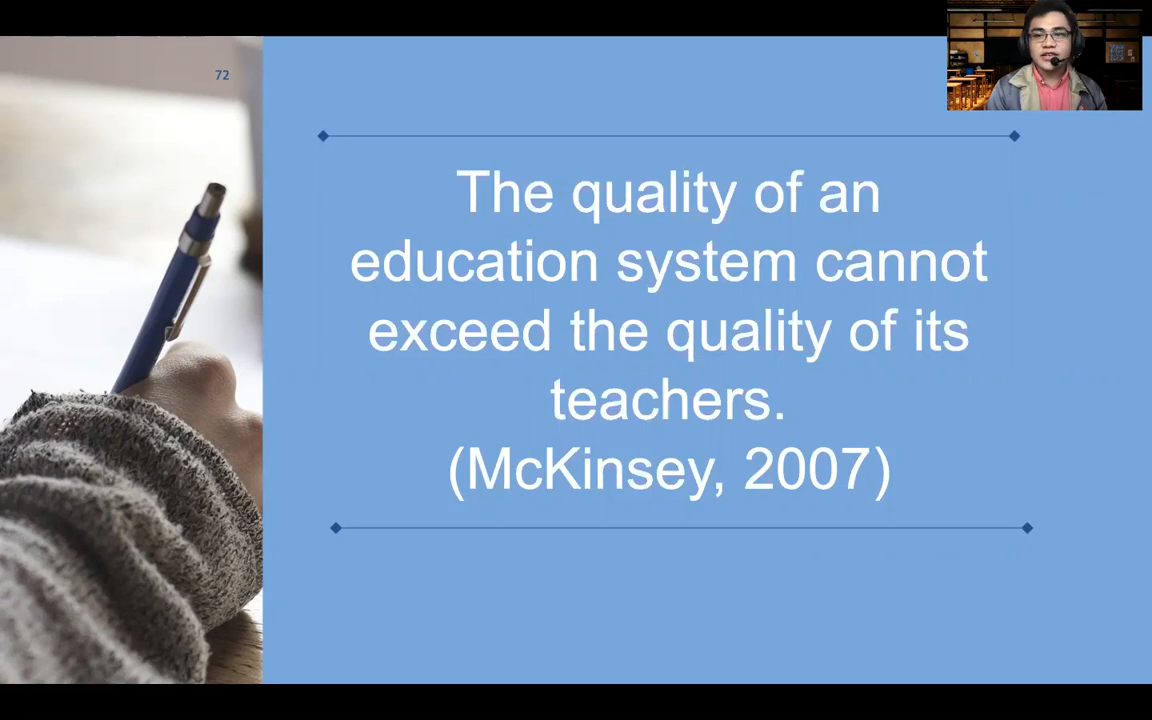 72
The quality of an
education system cannot
exceed the quality of its
teachers.
(McKinsey, 2007)